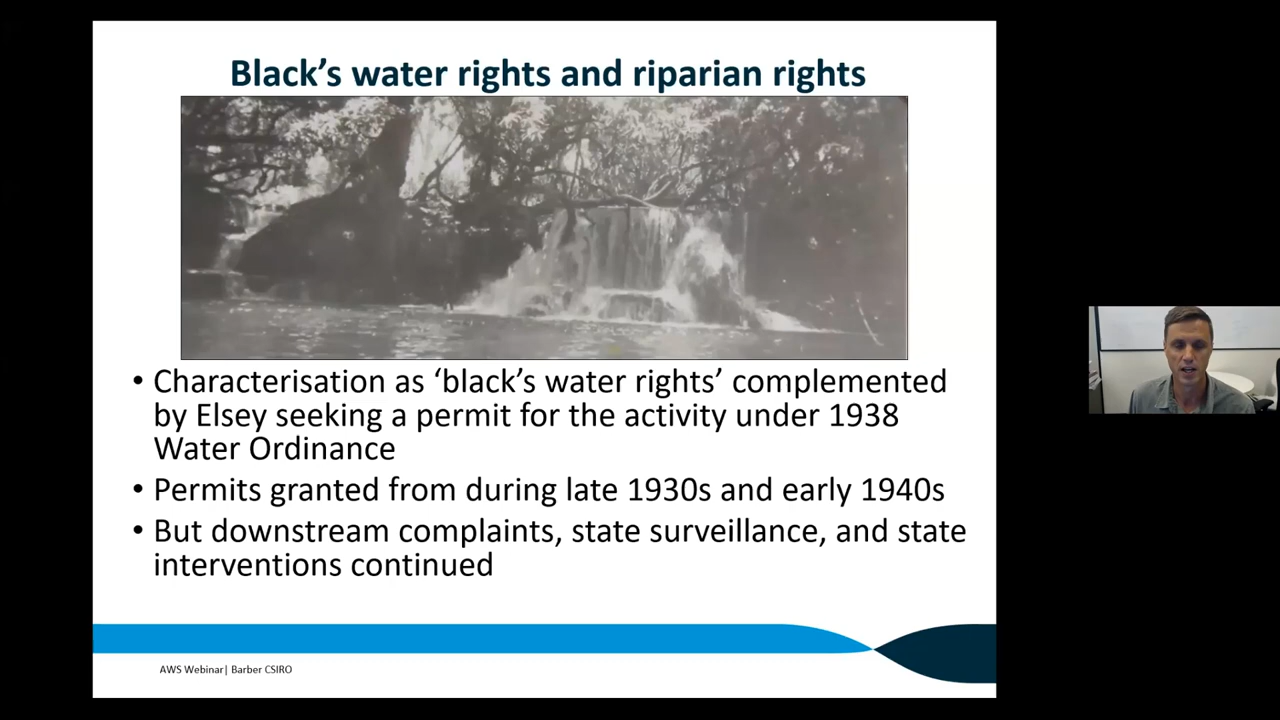 Black’s water rights and riparian rights
• Characterisation as ‘black’s water rights’ complemented
by Elsey seeking a permit for the activity under 1938
Water Ordinance
• Permits granted from during late 1930s and early 1940s
• But downstream complaints, state surveillance, and state
interventions continued
AWS Webinar| Barber CSIRO